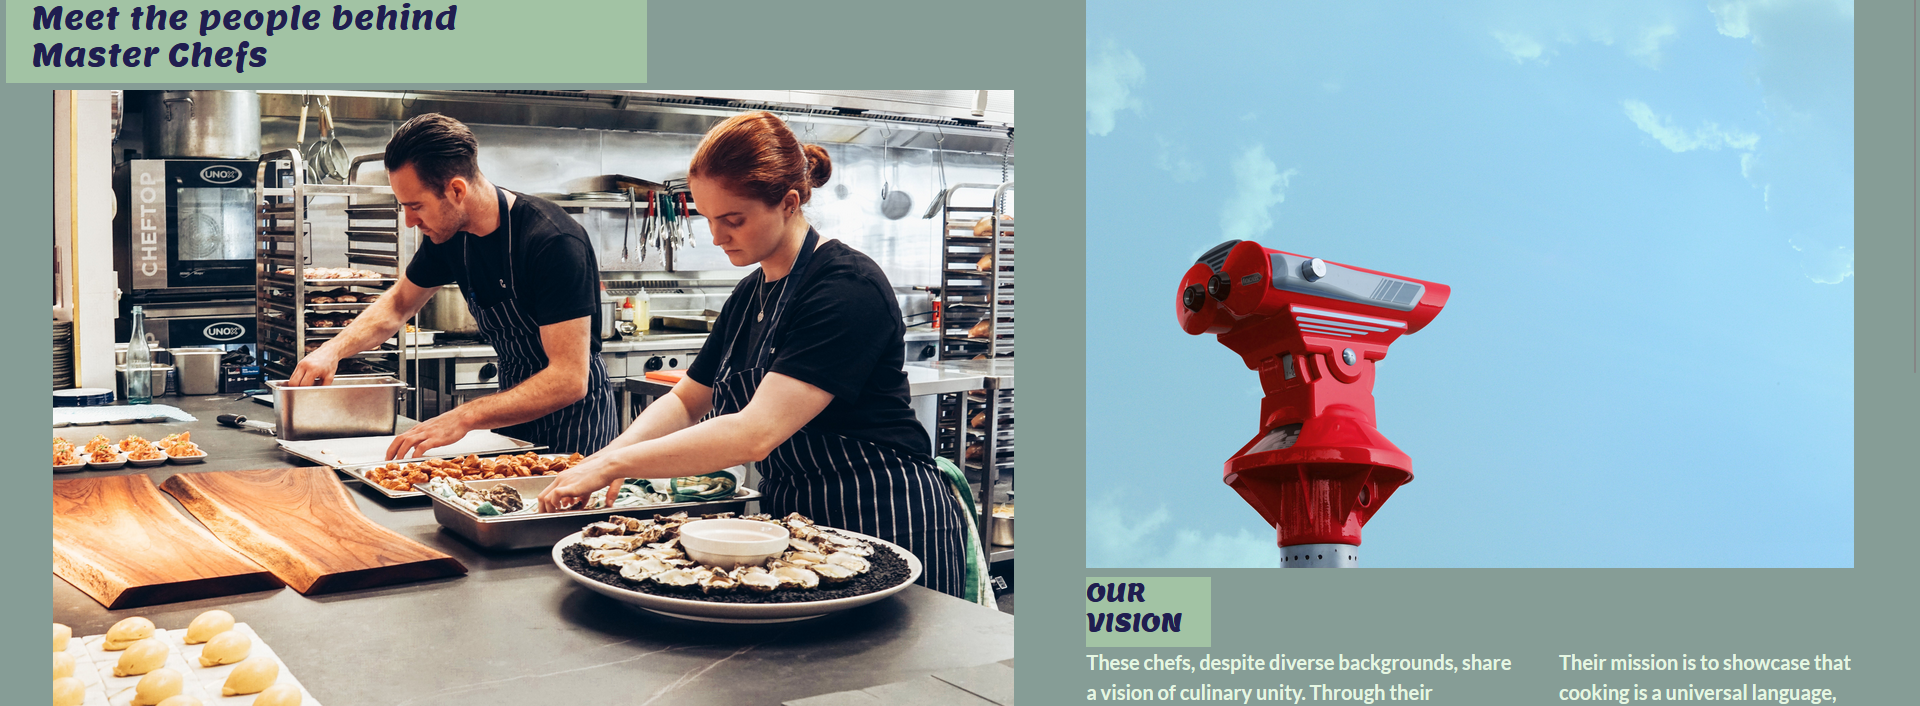 Meet the people behind
Master Chefs
CHEFTOP
UNOX
UNOX
OUR
VISION
These chefs, despite diverse backgrounds, share
a vision of culinary unity. Through their
Their mission is to showcase that
cooking is a universal language,